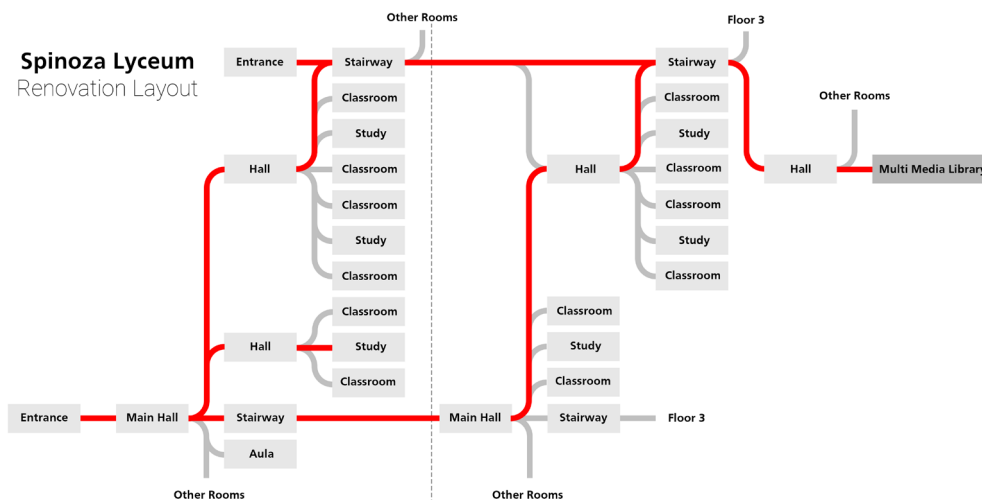 Spinoza Lyceum
Renovation Layout
Other Rooms
Floor 3
Entrance
Stairway
Stairway
Classroom
Classroom
Other Rooms
Study
Study
Hall
Classroom
Hall
Classroom
Hall
Multi Media Library
Classroom
Classroom
Study
Study
Classroom
Classroom
Classroom
Classroom
Hall
Study
Study
Classroom
Classroom
Entrance
Main Hall
Stairway
Main Hall
Stairway
Floor 3
Aula
Other Rooms
Other Rooms